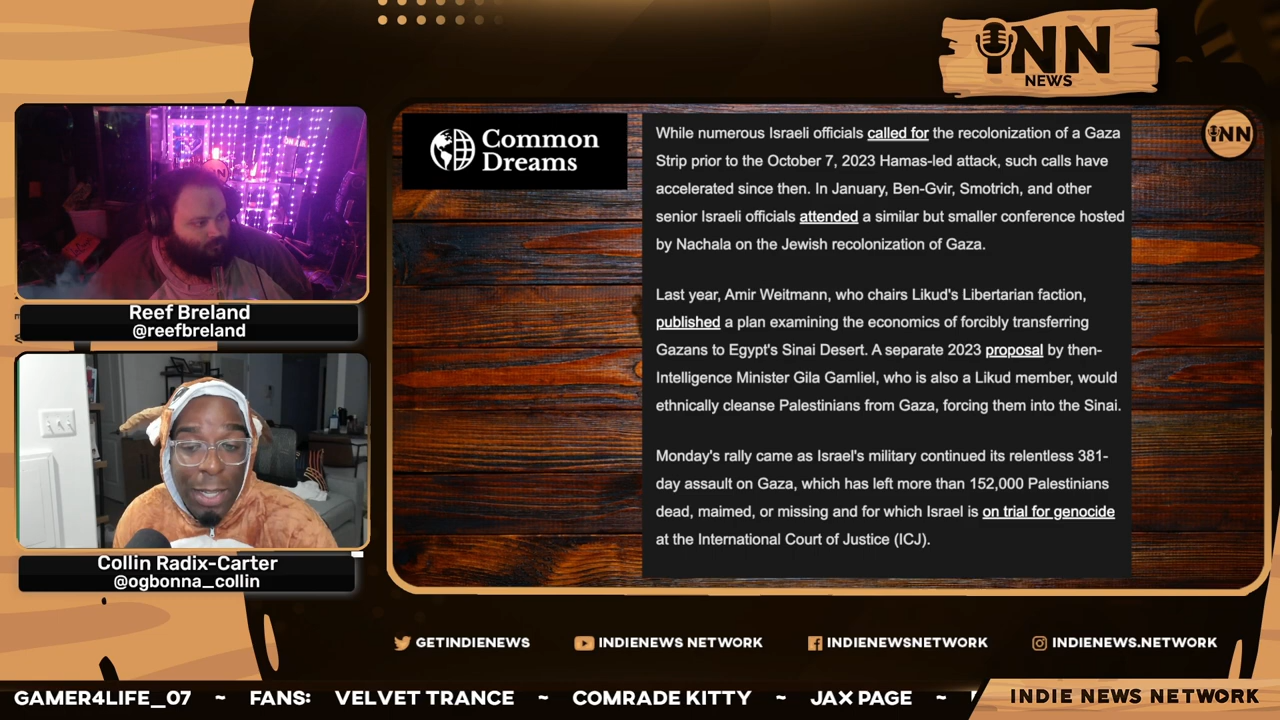 INN
NEWS
Common
Dreams
INN
While numerous Israeli officials called for the recolonization of a Gaza
Strip prior to the October 7, 2023 Hamas-led attack, such calls have
accelerated since then. In January, Ben-Gvir, Smotrich, and other
senior Israeli officials attended a similar but smaller conference hosted
by Nachala on the Jewish recolonization of Gaza.
Last year, Amir Weitmann, who chairs Likud's Libertarian faction,
published a plan examining the economics of forcibly transferring
Gazans to Egypt's Sinai Desert. A separate 2023 proposal by then-
Intelligence Minister Gila Gamliel, who is also a Likud member, would
ethnically cleanse Palestinians from Gaza, forcing them into the Sinai.
Monday's rally came as Israel's military continued its relentless 381-
day assault on Gaza, which has left more than 152,000 Palestinians
dead, maimed, or missing and for which Israel is on trial for genocide
at the International Court of Justice (ICJ).
Reef Breland
@reefbreland
Collin Radix-Carter
@ogbonna_collin
GETINDIENEWS
INDIENEWS NETWORK
INDIENEWSNETWORK
INDIENEWS.NETWORK
GAMER4LIFE_07 ~ FANS: VELVET TRANCE ~ COMRADE KITTY ~ JAX PAGE ~
INDIE NEWS NETWORK